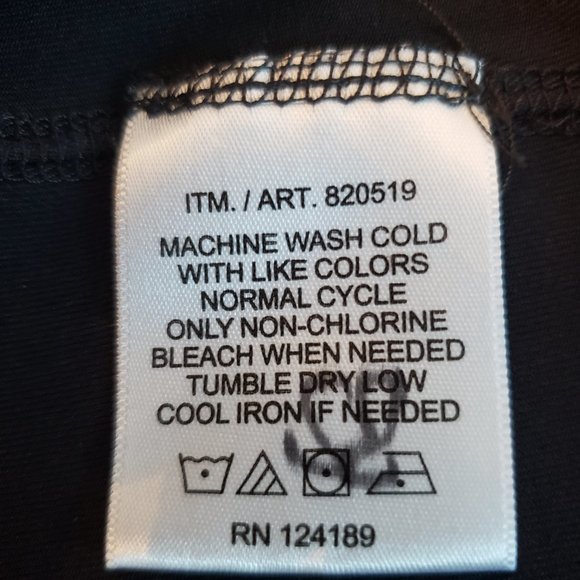 ITM. / ART. 820519
MACHINE WASH COLD
WITH LIKE COLORS
NORMAL CYCLE
ONLY NON-CHLORINE
BLEACH WHEN NEEDED
TUMBLE DRY LOW
COOL IRON IF NEEDED
RN 124189